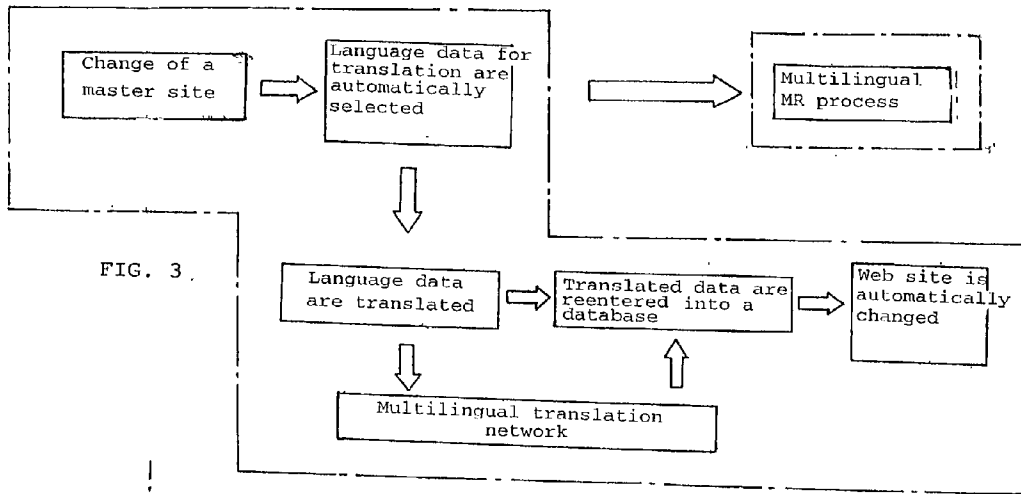 Change of a
master site
Language data for
translation are
automatically
selected
Multilingual
MR process
FIG. 3
Language data
are translated
Translated data are
reentered into a
database
Web site is
automatically
changed
Multilingual translation
network